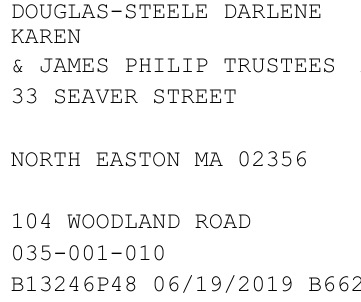 DOUGLAS-STEELE DARLENE
KAREN
& JAMES PHILIP TRUSTEES
33 SEAVER STREET
NORTH EASTON MA 02356
104 WOODLAND ROAD
035-001-010
B13246P48 06/19/2019 B662